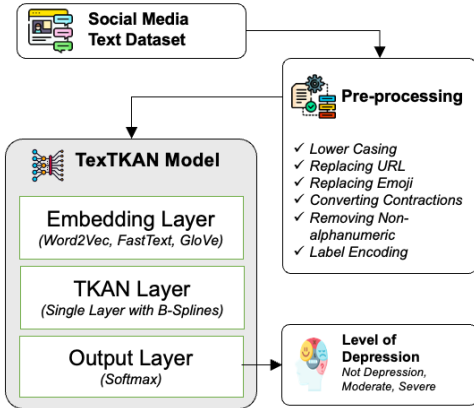 Social Media
Text Dataset
Pre-processing
✓ Lower Casing
✓ Replacing URL
✓ Replacing Emoji
✓ Converting Contractions
✓ Removing Non-
alphanumeric
✓ Label Encoding
TexTKAN Model
Embedding Layer
(Word2Vec, FastText, GloVe)
TKAN Layer
(Single Layer with B-Splines)
Output Layer
(Softmax)
Level of
Depression
Not Depression,
Moderate, Severe